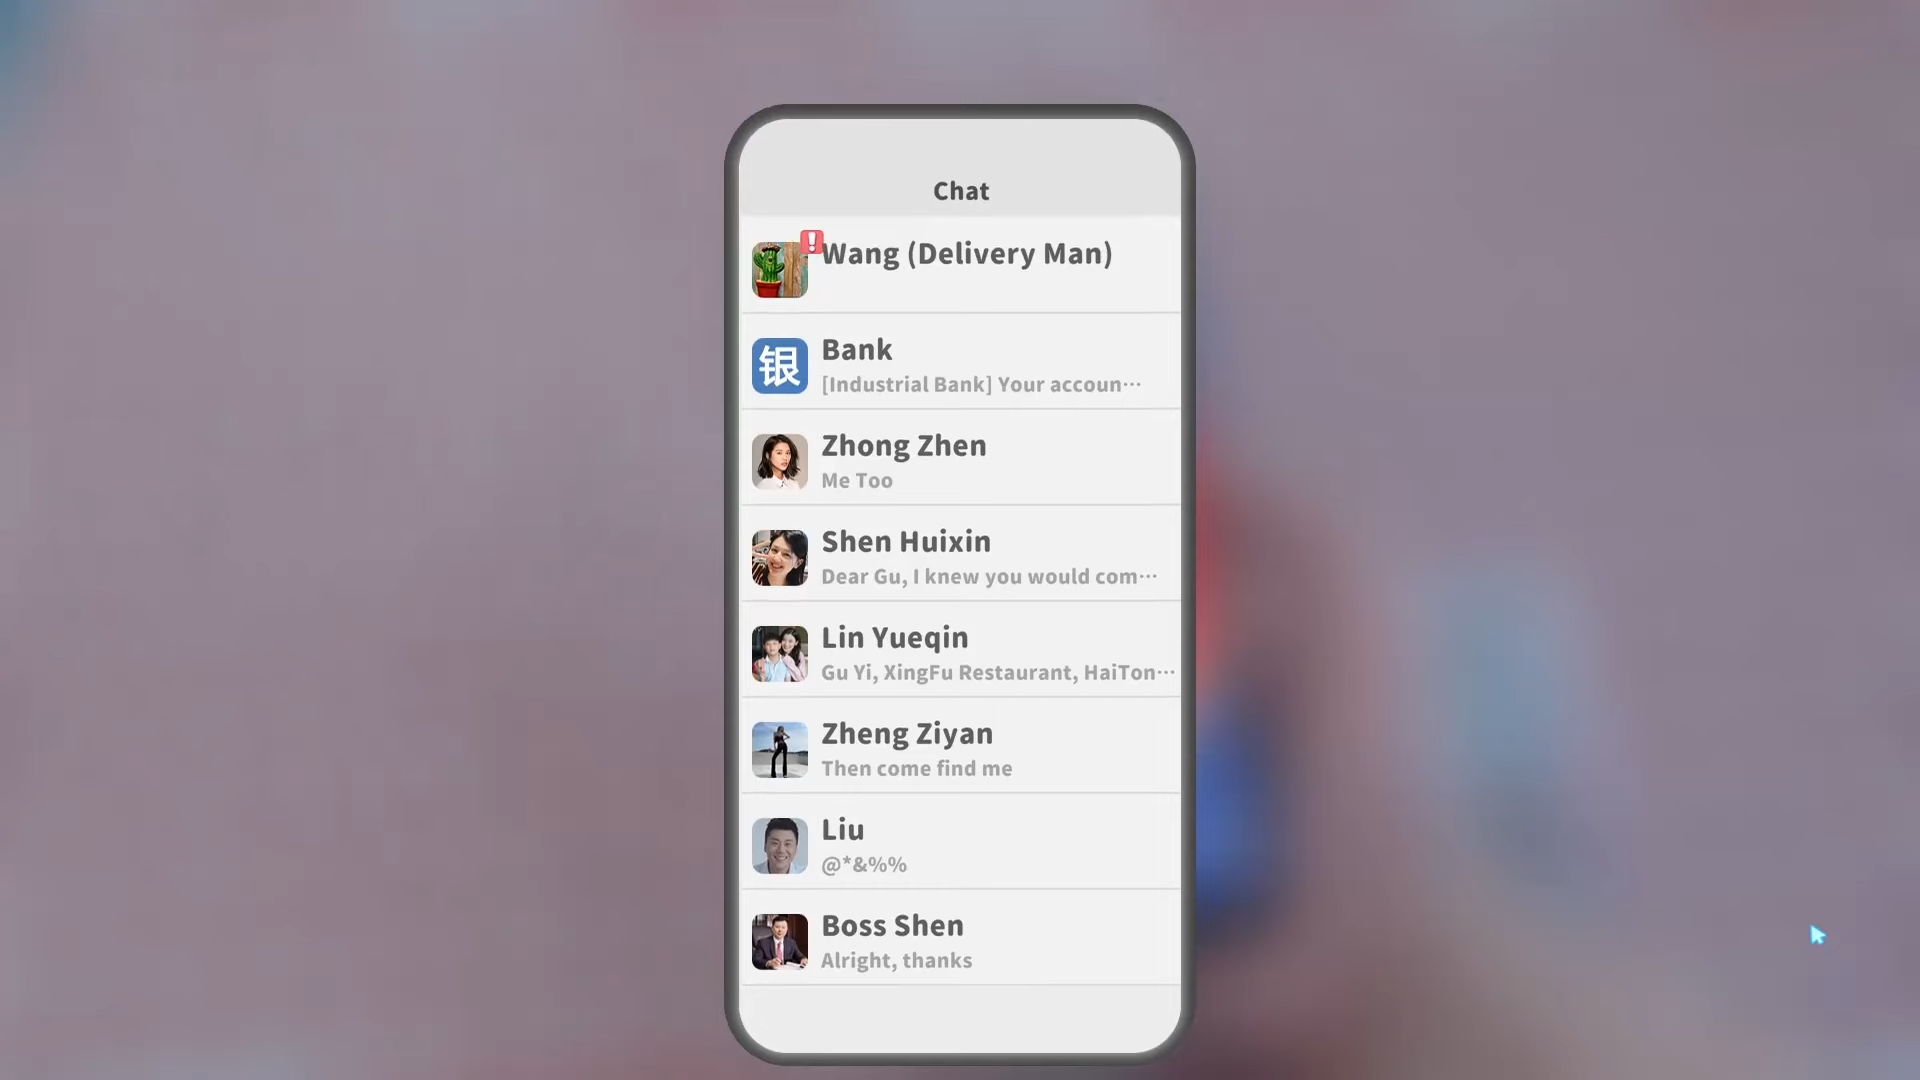 Chat
Wang (Delivery Man)
银
Bank
[Industrial Bank] Your accoun…
Zhong Zhen
Me Too
Shen Huixin
Dear Gu, I knew you would com…
Lin Yueqin
Gu Yi, XingFu Restaurant, HaiTon…
Zheng Ziyan
Then come find me
Liu
@*&%%
Boss Shen
Alright, thanks